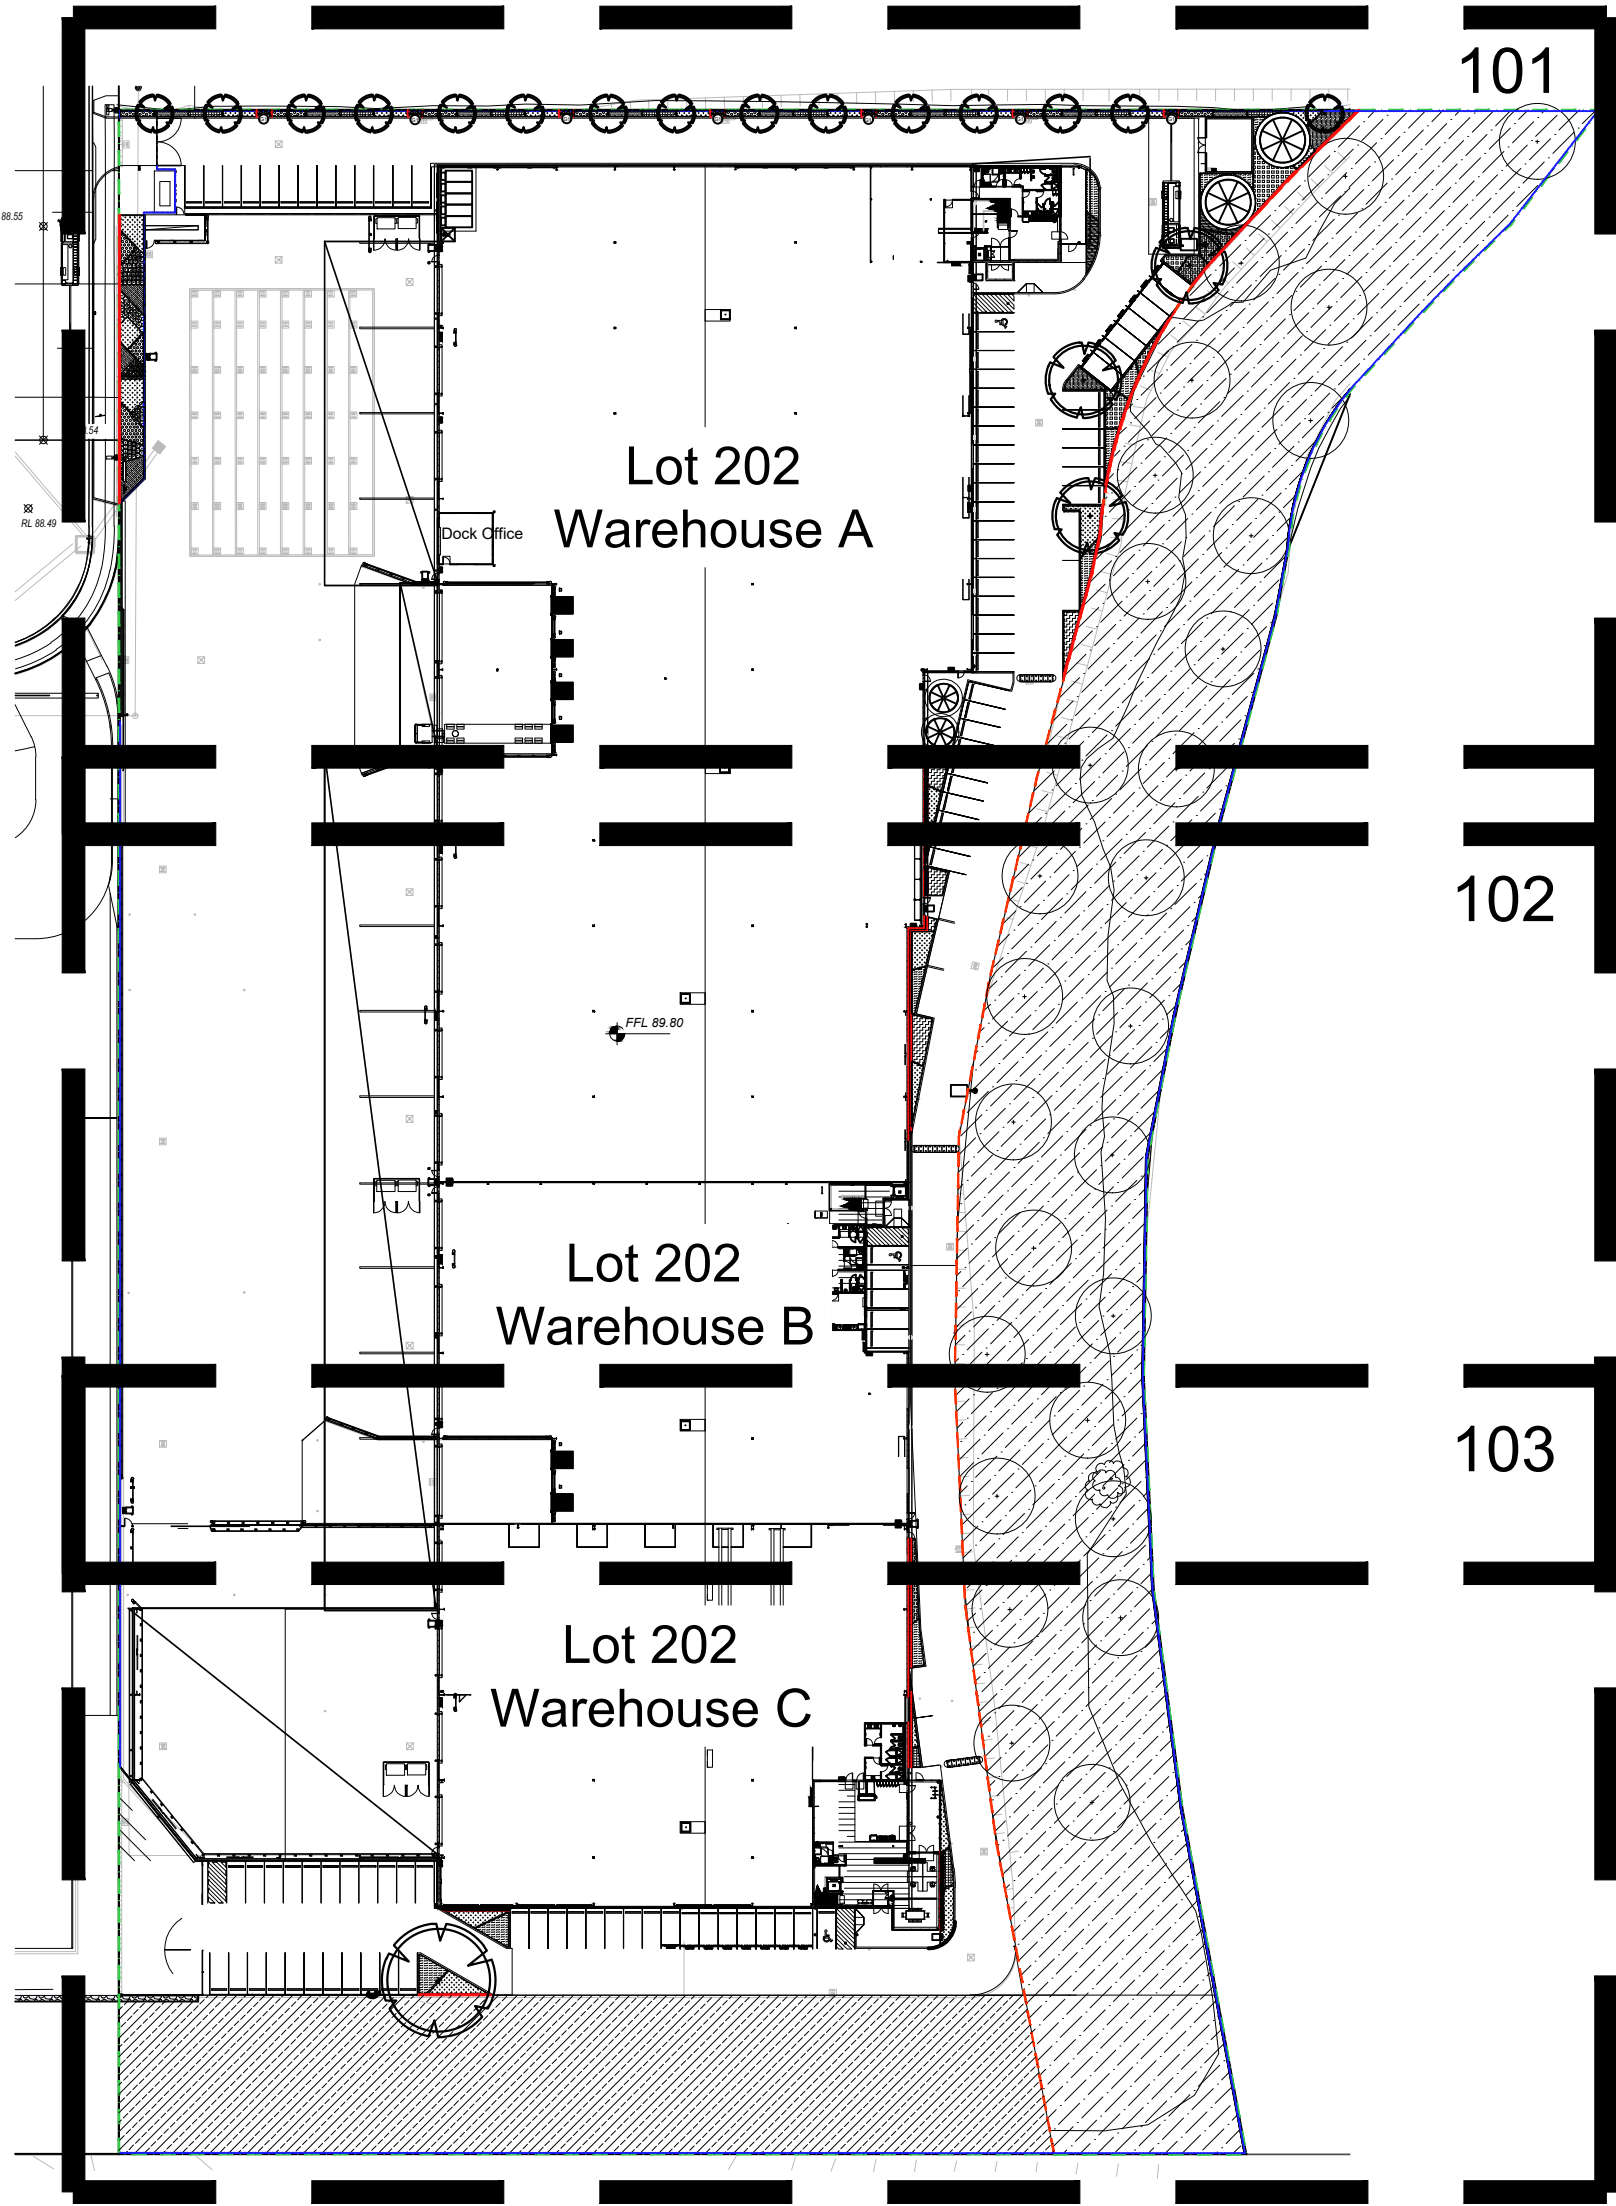 101
88.55
.54
Lot 202
Warehouse A
RL 88.49
Dock Office
102
FFL 89.80
Lot 202
Warehouse B
103
Lot 202
Warehouse C